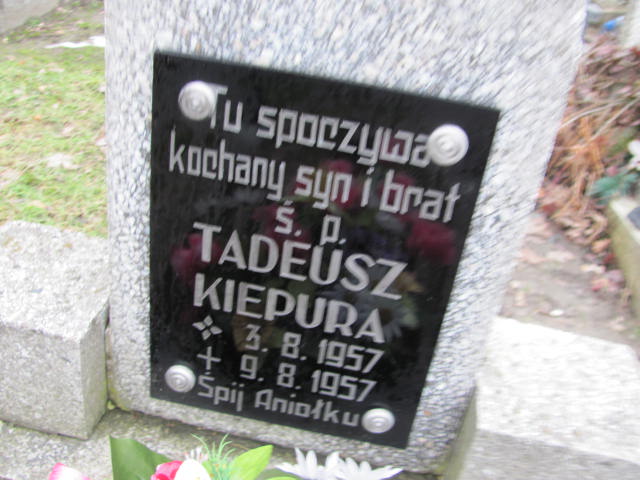 Tu spoczywa
kochany syn i brat
ś. p.
TADEUSZ
KIEPURA
3. 8. 1957
+ 9. 8. 1957
Śpij Aniołku